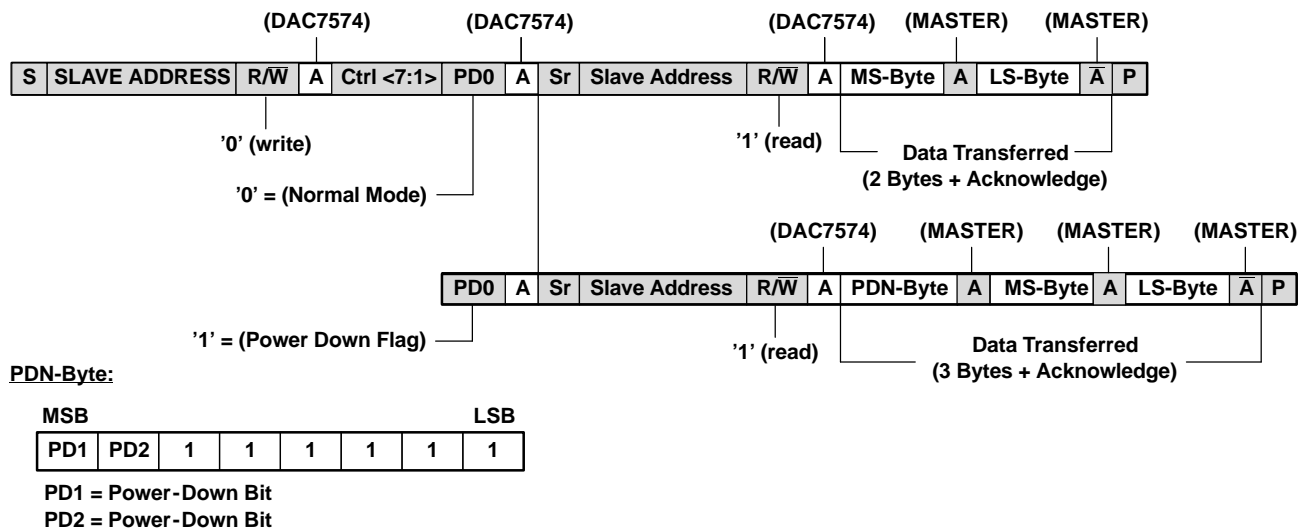 (DAC7574) (DAC7574) (DAC7574) (MASTER) (MASTER)
S SLAVE ADDRESS R/W̅ A Ctrl <7:1> PD0 A Sr Slave Address R/W̅ A MS-Byte A LS-Byte A̅ P
'0' (write) '1' (read) Data Transferred
(2 Bytes + Acknowledge)
'0' = (Normal Mode)
(DAC7574) (MASTER) (MASTER) (MASTER)
PD0 A Sr Slave Address R/W̅ A PDN-Byte A MS-Byte A LS-Byte A̅ P
'1' = (Power Down Flag) '1' (read) Data Transferred
(3 Bytes + Acknowledge)
PDN-Byte:
MSB LSB
PD1 PD2 1 1 1 1 1 1
PD1 = Power-Down Bit
PD2 = Power-Down Bit